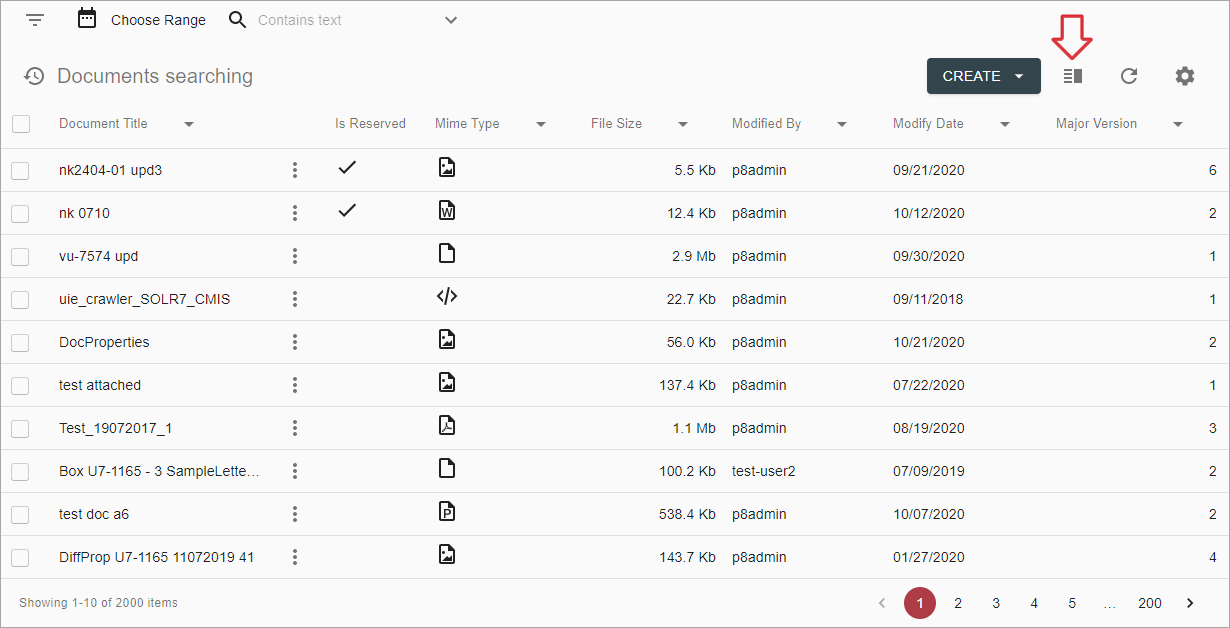 Choose Range Contains text
Documents searching CREATE
Document Title Is Reserved Mime Type File Size Modified By Modify Date Major Version
nk2404-01 upd3 5.5 Kb p8admin 09/21/2020 6
nk 0710 W 12.4 Kb p8admin 10/12/2020 2
vu-7574 upd 2.9 Mb p8admin 09/30/2020 1
uie_crawler_SOLR7_CMIS </> 22.7 Kb p8admin 09/11/2018 1
DocProperties 56.0 Kb p8admin 10/21/2020 2
test attached 137.4 Kb p8admin 07/22/2020 1
Test_19072017_1 1.1 Mb p8admin 08/19/2020 3
Box U7-1165 - 3 SampleLette... 100.2 Kb test-user2 07/09/2019 2
test doc a6 P 538.4 Kb p8admin 10/07/2020 2
DiffProp U7-1165 11072019 41 143.7 Kb p8admin 01/27/2020 4
Showing 1-10 of 2000 items < 1 2 3 4 5 ... 200 >